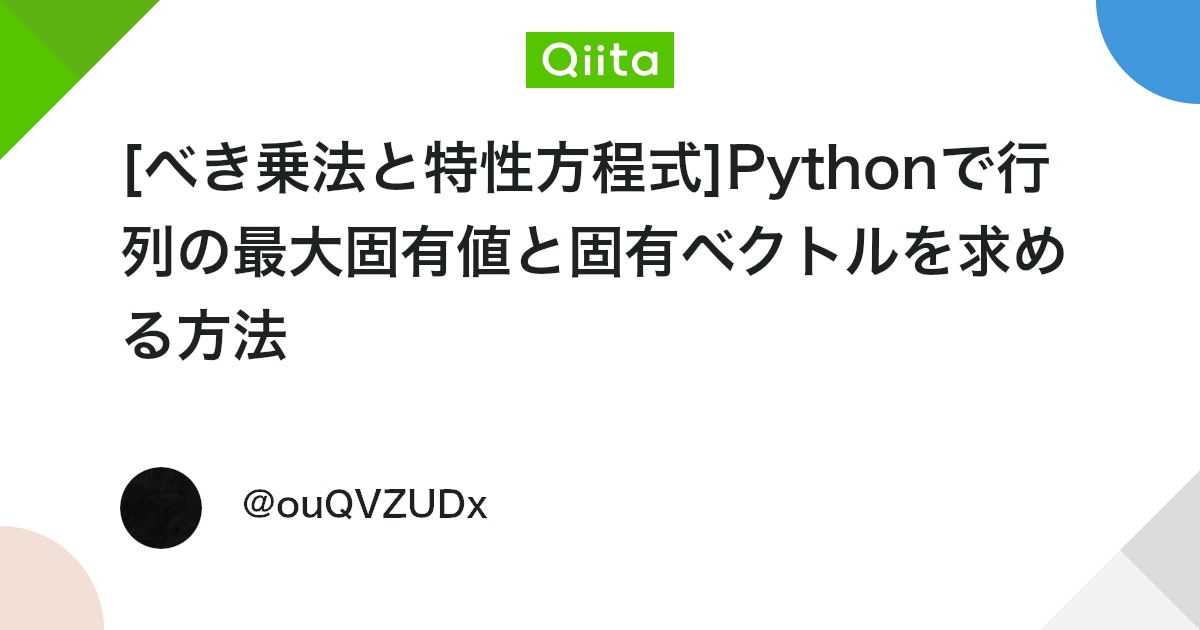 Qiita
[べき乗法と特性方程式]Pythonで行
列の最大固有値と固有ベクトルを求め
る方法
@ouQVZUDx